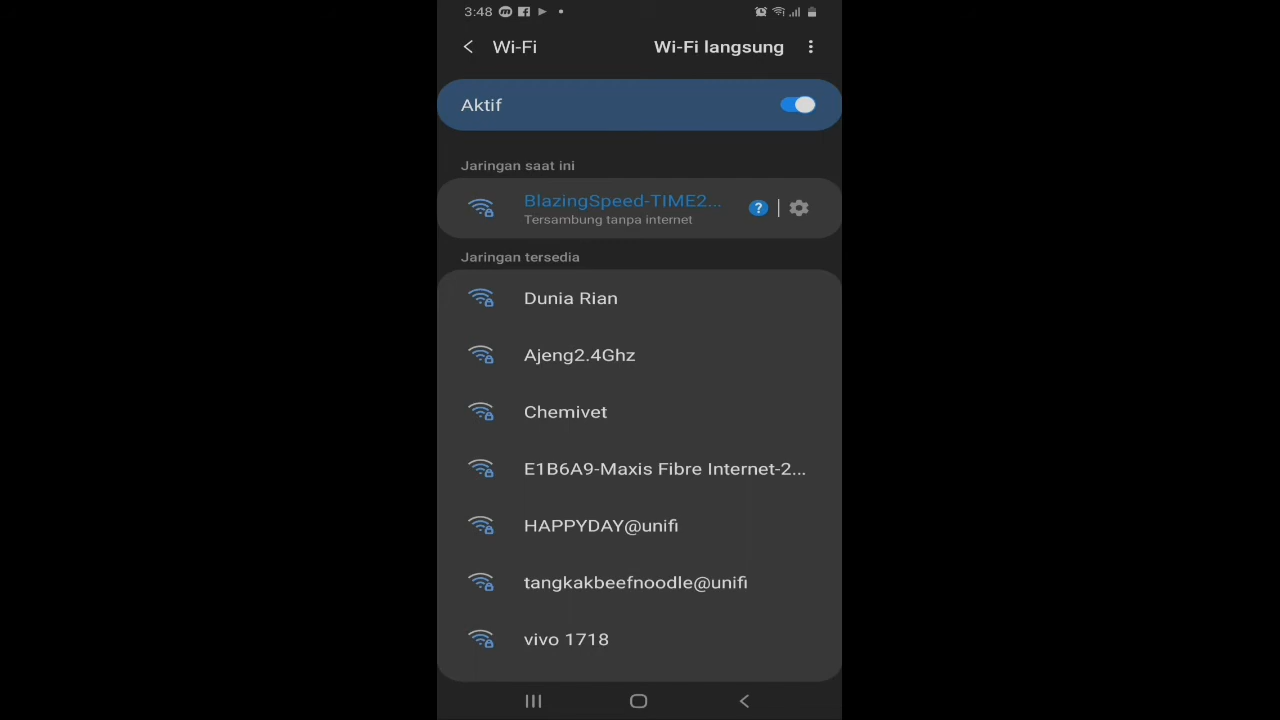 3:48
Wi-Fi
Wi-Fi langsung
Aktif
Jaringan saat ini
BlazingSpeed-TIME2...
Tersambung tanpa internet
Jaringan tersedia
Dunia Rian
Ajeng2.4Ghz
Chemivet
E1B6A9-Maxis Fibre Internet-2...
HAPPYDAY@unifi
tangkakbeefnoodle@unifi
vivo 1718